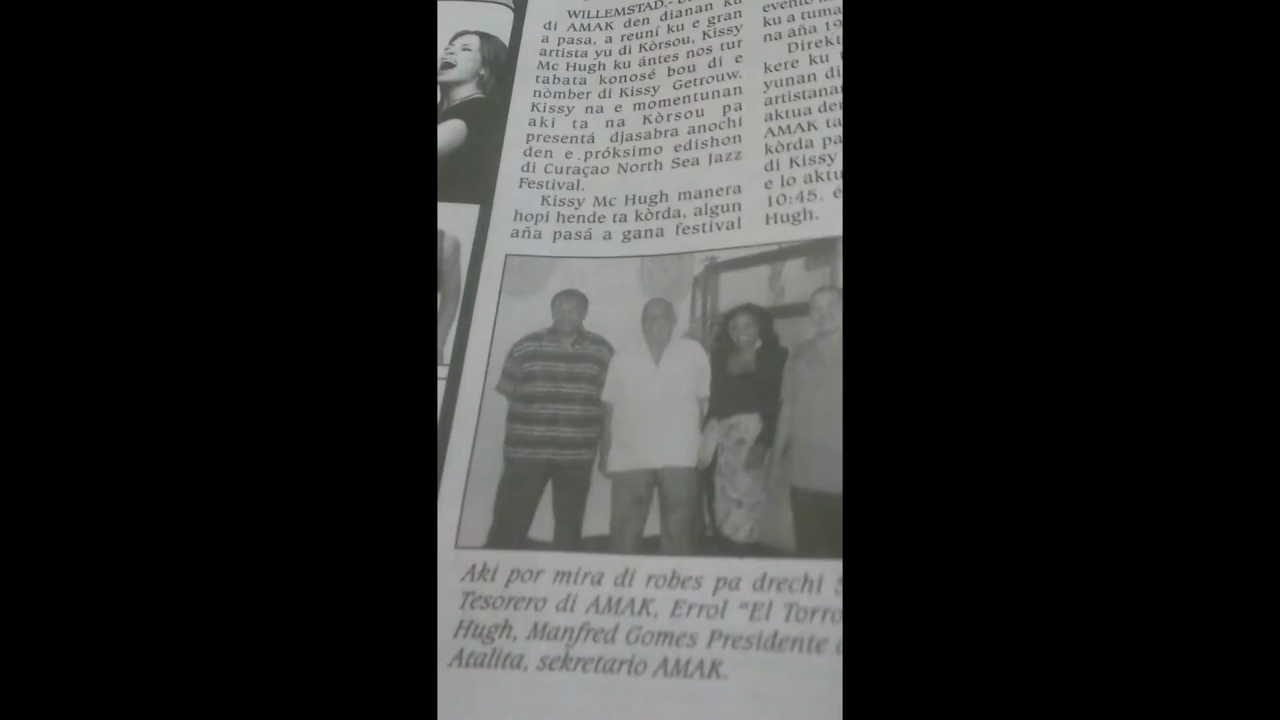 WILLEMSTAD.-
di AMAK den dianan ku
a pasa, a reuní ku e gran
artista yu di Kòrsou, Kissy
Mc Hugh ku ántes nos tur
tabata konosé bou di e
nòmber di Kissy Getrouw.
Kissy na e momentunan
aki ta na Kòrsou pa
presentá djasabra anochi
den e próksimo edishon
di Curaçao North Sea Jazz
Festival.
Kissy Mc Hugh manera
hopi hende ta kòrda, algun
aña pasá a gana festival
ku a tuma
na aña 19
Direkt
kere ku
yunan di
artistanan
aktua den
AMAK ta
kòrda pa
di Kissy
e lo aktu
10:45.
Hugh.
Aki por mira di robes pa drechi
Tesorero di AMAK, Errol "El Torro
Hugh, Manfred Gomes Presidente
Atalita, sekretario AMAK.